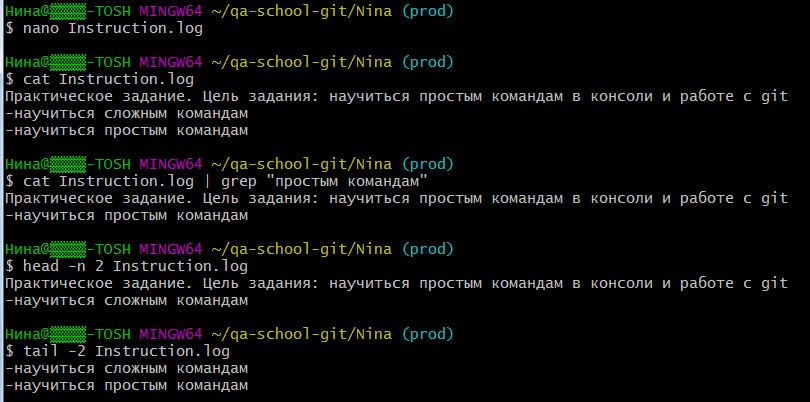 Нина@▒▒▒▒-TOSH MINGW64 ~/qa-school-git/Nina (prod)
$ nano Instruction.log
Нина@▒▒▒▒-TOSH MINGW64 ~/qa-school-git/Nina (prod)
$ cat Instruction.log
Практическое задание. Цель задания: научиться простым командам в консоли и работе с git
-научиться сложным командам
-научиться простым командам
Нина@▒▒▒▒-TOSH MINGW64 ~/qa-school-git/Nina (prod)
$ cat Instruction.log | grep "простым командам"
Практическое задание. Цель задания: научиться простым командам в консоли и работе с git
-научиться простым командам
Нина@▒▒▒▒-TOSH MINGW64 ~/qa-school-git/Nina (prod)
$ head -n 2 Instruction.log
Практическое задание. Цель задания: научиться простым командам в консоли и работе с git
-научиться сложным командам
Нина@▒▒▒▒-TOSH MINGW64 ~/qa-school-git/Nina (prod)
$ tail -2 Instruction.log
-научиться сложным командам
-научиться простым командам